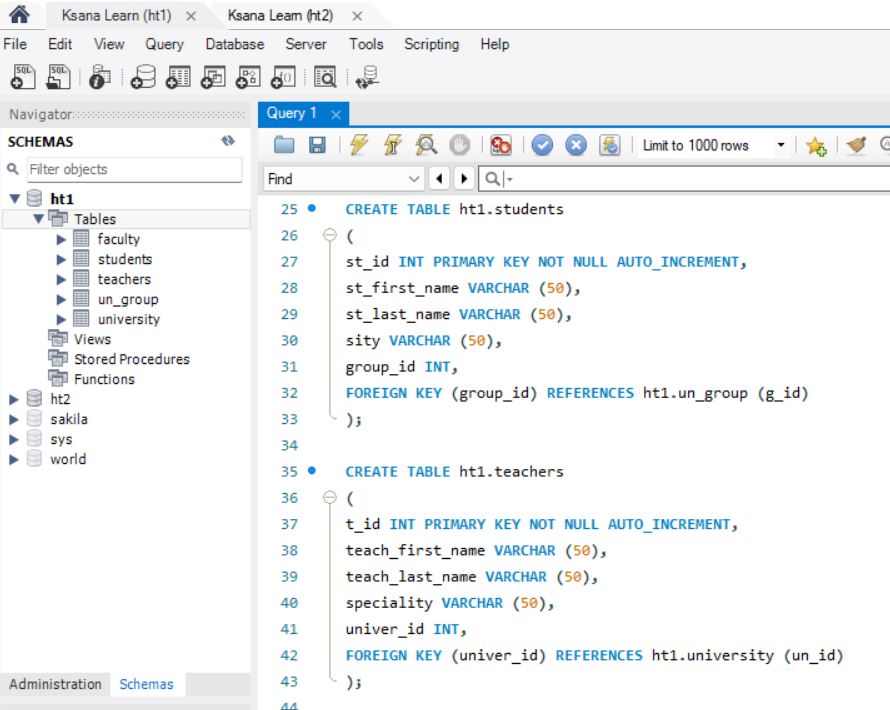 Ksana Learn (ht1) ×
Ksana Learn (ht2) ×
File Edit View Query Database Server Tools Scripting Help
SQL SQL
Navigator
SCHEMAS
Filter objects
ht1
Tables
faculty
students
teachers
un_group
university
Views
Stored Procedures
Functions
ht2
sakila
sys
world
Administration Schemas
Query 1 ×
Limit to 1000 rows
Find
25 CREATE TABLE ht1.students
26 (
27 st_id INT PRIMARY KEY NOT NULL AUTO_INCREMENT,
28 st_first_name VARCHAR (50),
29 st_last_name VARCHAR (50),
30 sity VARCHAR (50),
31 group_id INT,
32 FOREIGN KEY (group_id) REFERENCES ht1.un_group (g_id)
33 );
34
35 CREATE TABLE ht1.teachers
36 (
37 t_id INT PRIMARY KEY NOT NULL AUTO_INCREMENT,
38 teach_first_name VARCHAR (50),
39 teach_last_name VARCHAR (50),
40 speciality VARCHAR (50),
41 univer_id INT,
42 FOREIGN KEY (univer_id) REFERENCES ht1.university (un_id)
43 );
44